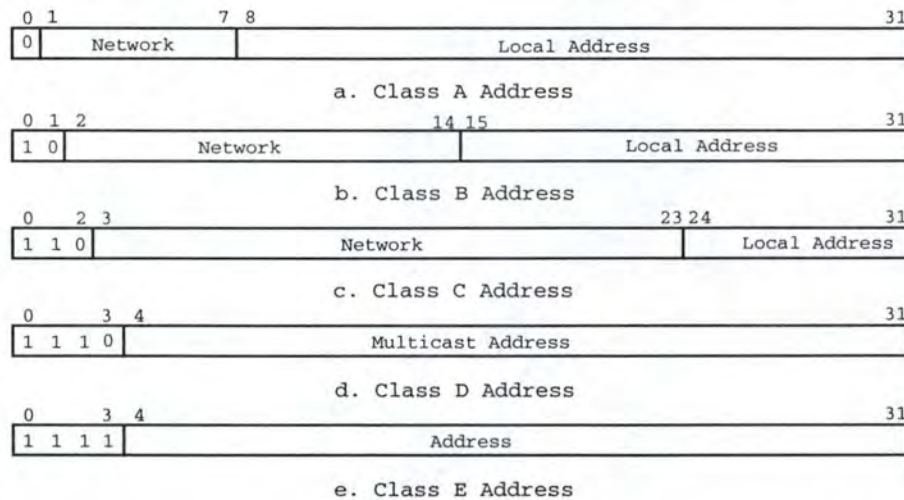 0 1 7 8 31
0 Network Local Address
a. Class A Address
0 1 2 14 15 31
1 0 Network Local Address
b. Class B Address
0 2 3 23 24 31
1 1 0 Network Local Address
c. Class C Address
0 3 4 31
1 1 1 0 Multicast Address
d. Class D Address
0 3 4 31
1 1 1 1 Address
e. Class E Address